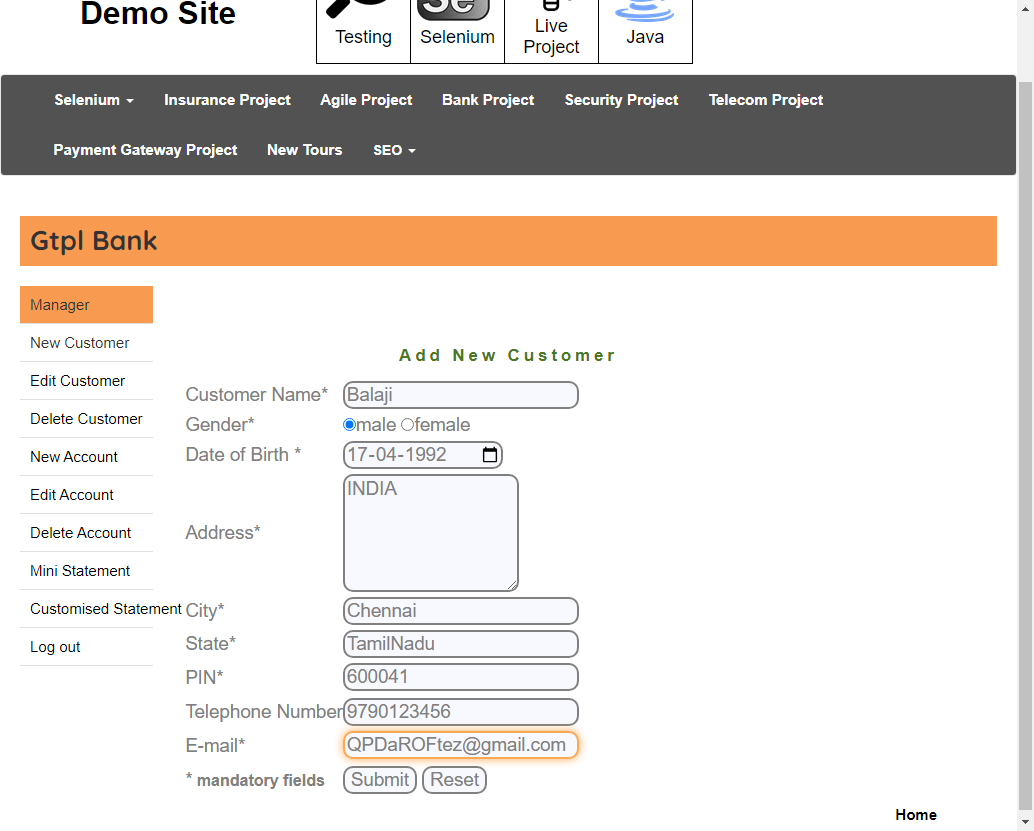 Demo Site
Testing
Se
Selenium
Live
Project
Java
Selenium
Insurance Project
Agile Project
Bank Project
Security Project
Telecom Project
Payment Gateway Project
New Tours
SEO
Gtpl Bank
Manager
New Customer
Edit Customer
Delete Customer
New Account
Edit Account
Delete Account
Mini Statement
Customised Statement
Log out
Add New Customer
Customer Name* Balaji
Gender* male female
Date of Birth * 17-04-1992
Address* INDIA
City* Chennai
State* TamilNadu
PIN* 600041
Telephone Number 9790123456
E-mail* QPDaROFtez@gmail.com
* mandatory fields Submit Reset
Home